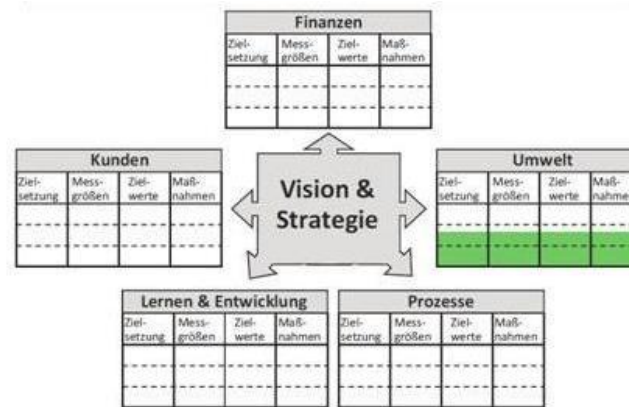 Finanzen
Ziel-
setzung
Mess-
größen
Ziel-
werte
Maß-
nahmen
Kunden
Ziel-
setzung
Mess-
größen
Ziel-
werte
Maß-
nahmen
Vision &
Strategie
Umwelt
Ziel-
setzung
Mess-
größen
Ziel-
werte
Maß-
nahmen
Lernen & Entwicklung
Ziel-
setzung
Mess-
größen
Ziel-
werte
Maß-
nahmen
Prozesse
Ziel-
setzung
Mess-
größen
Ziel-
werte
Maß-
nahmen